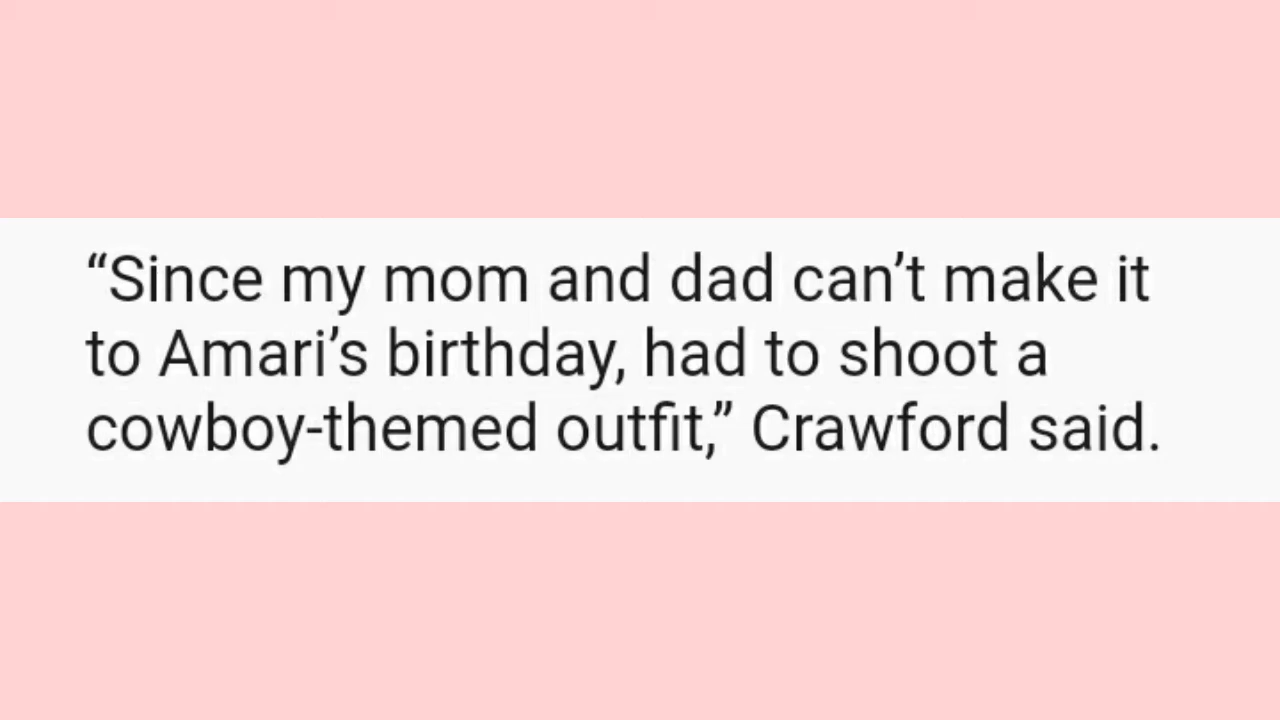 “Since my mom and dad can’t make it
to Amari’s birthday, had to shoot a
cowboy-themed outfit,” Crawford said.